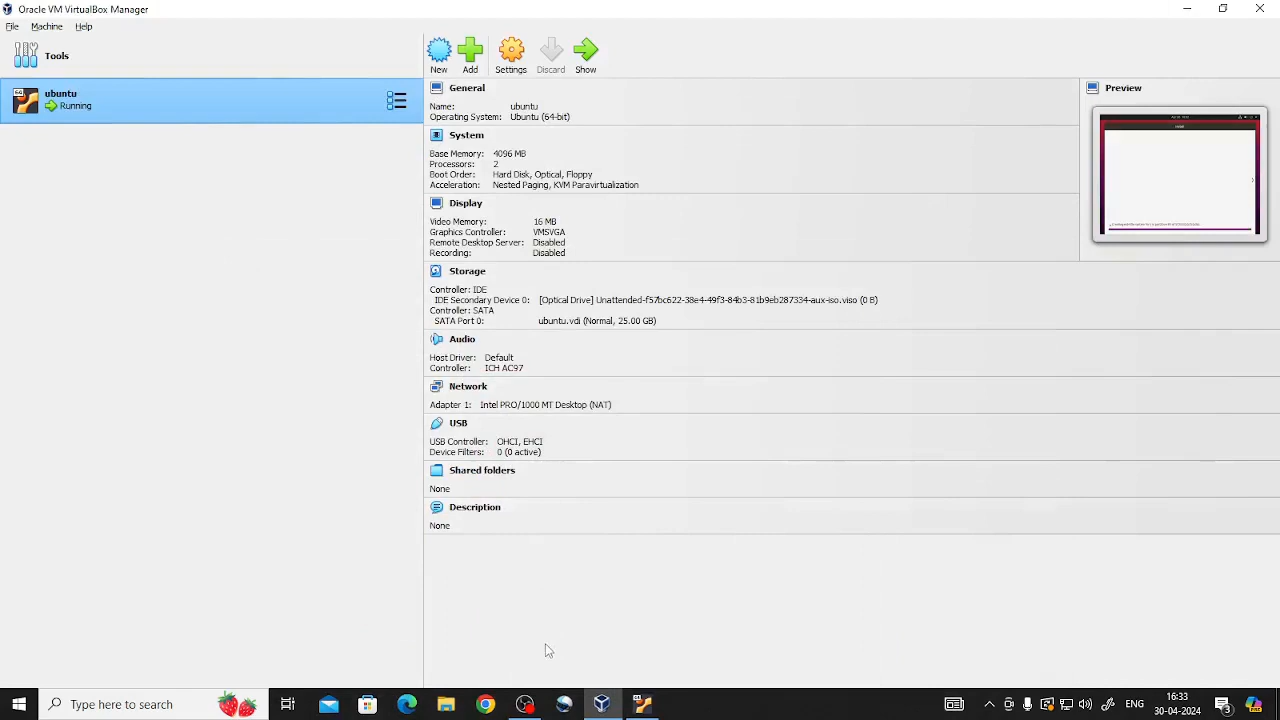 Oracle VM VirtualBox Manager
File Machine Help
Tools
New Add Settings Discard Show
64
ubuntu
Running
General
Name: ubuntu
Operating System: Ubuntu (64-bit)
System
Base Memory: 4096 MB
Processors: 2
Boot Order: Hard Disk, Optical, Floppy
Acceleration: Nested Paging, KVM Paravirtualization
Display
Video Memory: 16 MB
Graphics Controller: VMSVGA
Remote Desktop Server: Disabled
Recording: Disabled
Storage
Controller: IDE
IDE Secondary Device 0: [Optical Drive] Unattended-f57bc622-38e4-49f3-84b3-81b9eb287334-aux-iso.viso (0 B)
Controller: SATA
SATA Port 0: ubuntu.vdi (Normal, 25.00 GB)
Audio
Host Driver: Default
Controller: ICH AC97
Network
Adapter 1: Intel PRO/1000 MT Desktop (NAT)
USB
USB Controller: OHCI, EHCI
Device Filters: 0 (0 active)
Shared folders
None
Description
None
Preview
Type here to search
ENG
16:33
30-04-2024
3
PRE